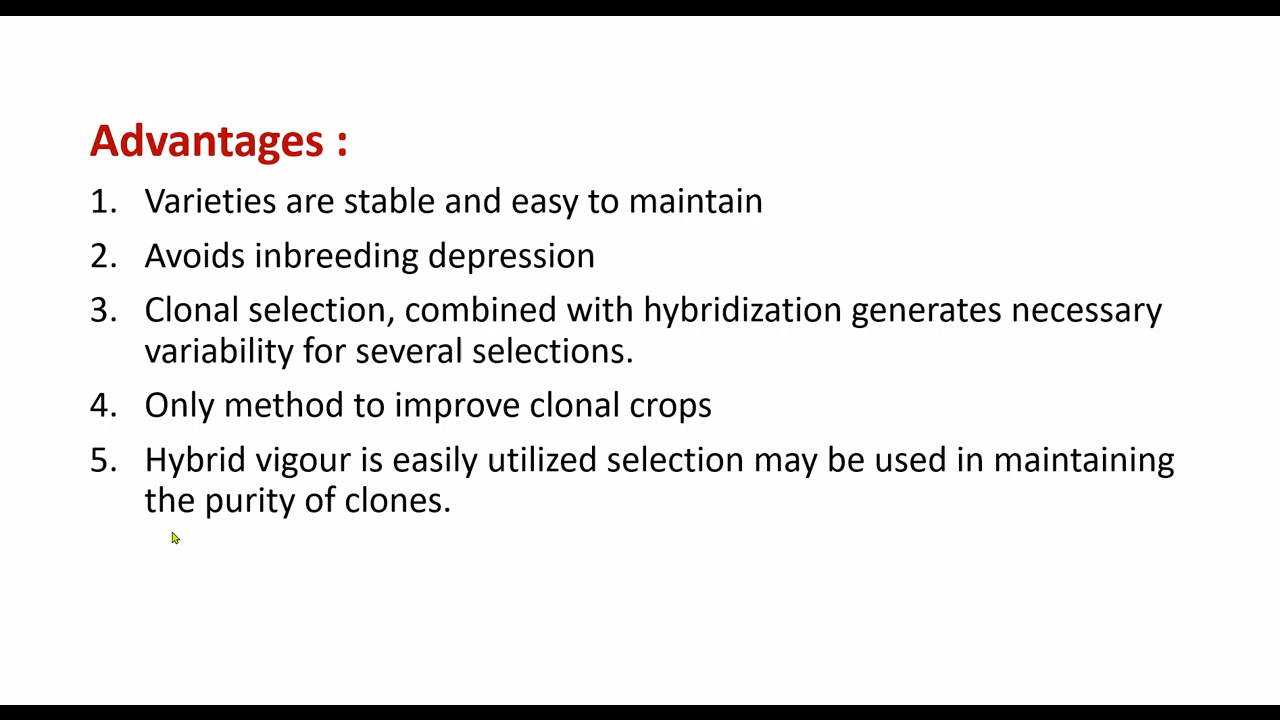 Advantages :
1. Varieties are stable and easy to maintain
2. Avoids inbreeding depression
3. Clonal selection, combined with hybridization generates necessary
variability for several selections.
4. Only method to improve clonal crops
5. Hybrid vigour is easily utilized selection may be used in maintaining
the purity of clones.